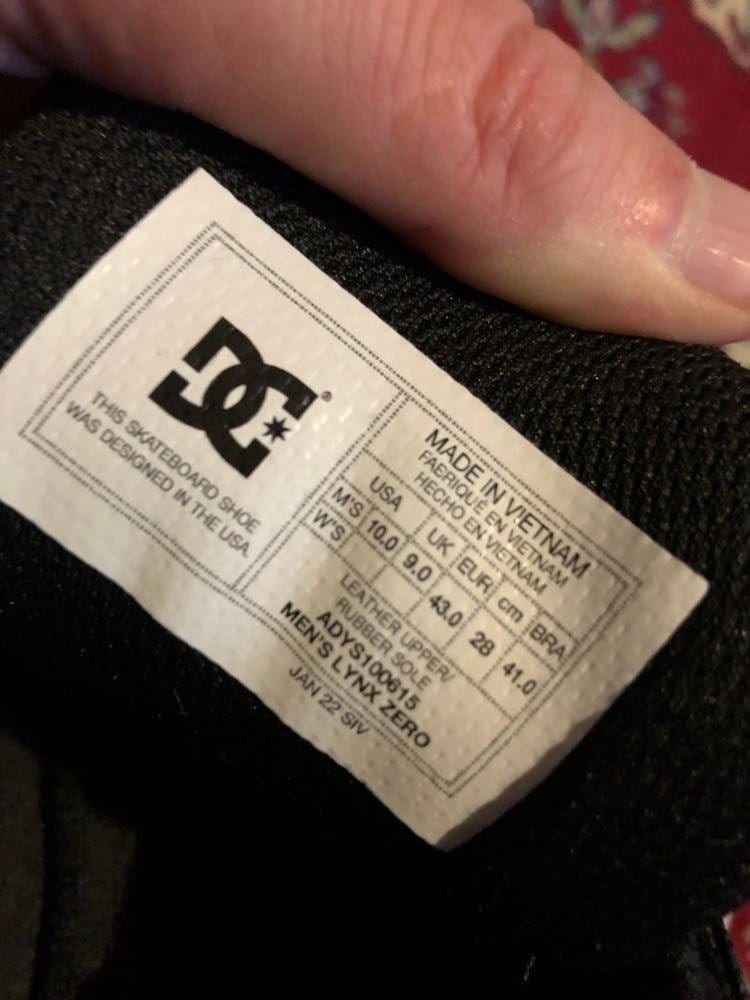 DC®
THIS SKATEBOARD SHOE
WAS DESIGNED IN THE USA
MADE IN VIETNAM
FABRIQUÉ EN VIETNAM
HECHO EN VIETNAM
USA UK EUR cm BRA
M'S 10.0 9.0 43.0 28 41.0
W'S
LEATHER UPPER/
RUBBER SOLE
ADYS100615
MEN'S LYNX ZERO
JAN 22 SIV